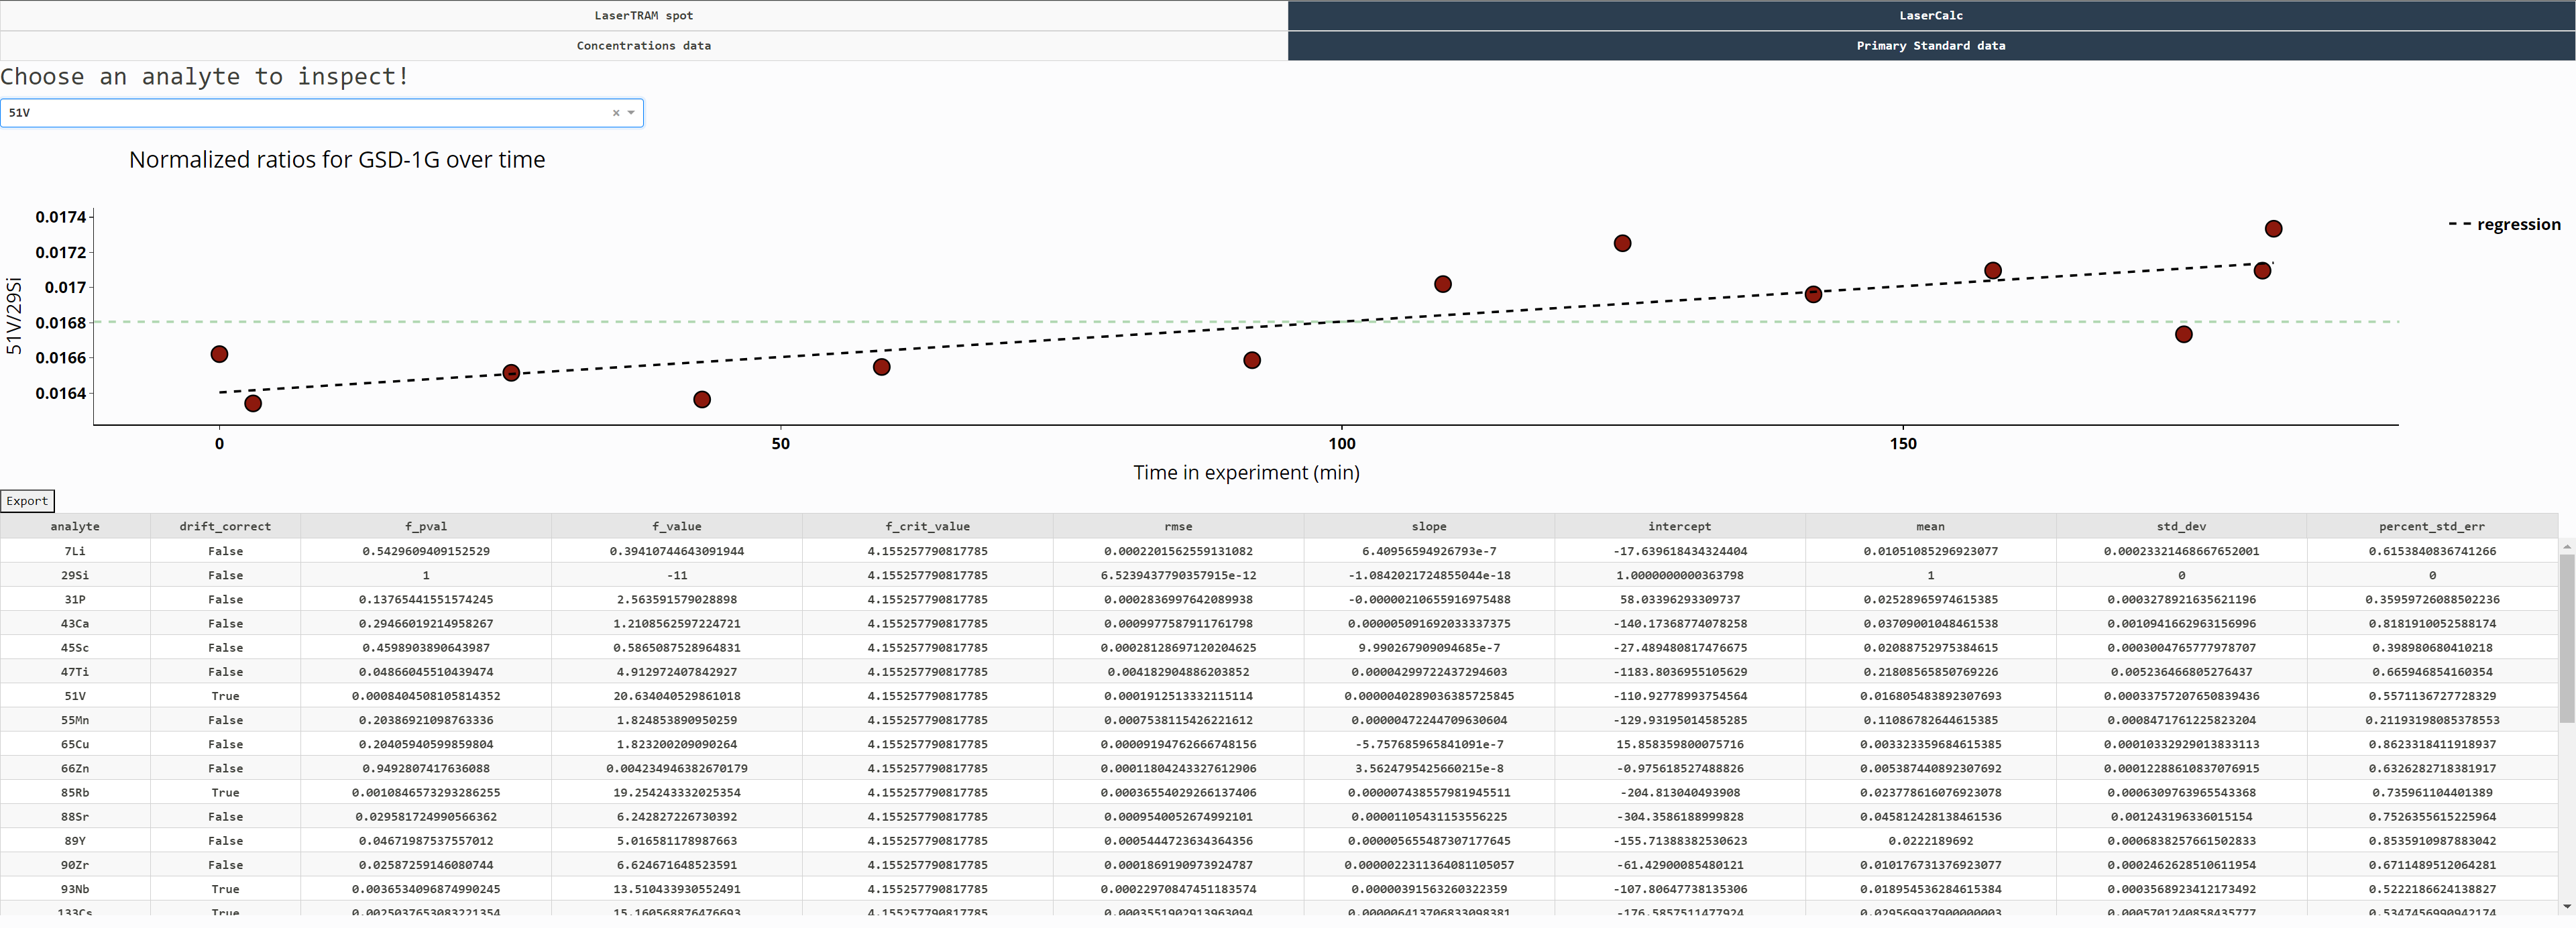 LaserTRAM spot LaserCalc
Concentrations data Primary Standard data
Choose an analyte to inspect!
51V × 
Normalized ratios for GSD-1G over time
0.0174
0.0172
0.017
0.0168
0.0166
0.0164
51V/29Si
regression
0 50 100 150
Time in experiment (min)
Export
analyte drift_correct f_pval f_value f_crit_value rmse slope intercept mean std_dev percent_std_err
7Li False 0.5429609409152529 0.39410744643091944 4.155257790817785 0.0002201562559131082 6.40956594926793e-7 -17.639618434324404 0.01051085296923077 0.00023321468667652001 0.6153840836741266
29Si False 1 -11 4.155257790817785 6.5239437790357915e-12 -1.0842021724855044e-18 1.0000000000363798 1 0 0
31P False 0.13765441551574245 2.563591579028898 4.155257790817785 0.0002836997642089938 -0.00000210655916975488 58.03396293309737 0.02528965974615385 0.0003278921635621196 0.35959726088502236
43Ca False 0.29466019214958267 1.2108562597224721 4.155257790817785 0.0009977587911761798 0.000005091692033337375 -140.17368774078258 0.03709001048461538 0.0010941662963156996 0.8181910052588174
45Sc False 0.4598903890643987 0.5865087528964831 4.155257790817785 0.00028128697120204625 9.990267909094685e-7 -27.489480817476675 0.02088752975384615 0.0003004765777978707 0.398980680410218
47Ti False 0.04866045510439474 4.912972407842927 4.155257790817785 0.004182904886203852 0.00004299722437294603 -1183.8036955105629 0.21808565850769226 0.005236466805276437 0.665946854160354
51V True 0.0008404508105814352 20.634040529861018 4.155257790817785 0.0001912513332115114 0.0000040289036385725845 -110.92778993754564 0.016805483892307693 0.00033757207650839436 0.5571136727728329
55Mn False 0.20386921098763336 1.824853890950259 4.155257790817785 0.0007538115426221612 0.00000472244709630604 -129.93195014585285 0.11086782644615385 0.0008471761225823204 0.21193198085378553
65Cu False 0.20405940599859804 1.823200209090264 4.155257790817785 0.00009194762666748156 -5.757685965841091e-7 15.858359800075716 0.003323359684615385 0.00010332929013833113 0.8623318411918937
66Zn False 0.9492807417636088 0.004234946382670179 4.155257790817785 0.00011804243327612906 3.5624795425660215e-8 -0.975618527488826 0.005387440892307692 0.00012288610837076915 0.6326282718381917
85Rb True 0.0010846573293286255 19.254243332025354 4.155257790817785 0.00036554029266137406 0.000007438557981945511 -204.813040493908 0.023778616076923078 0.0006309763965543368 0.735961104401389
88Sr False 0.029581724990566362 6.242827226730392 4.155257790817785 0.0009540052674992101 0.00001105431153556225 -304.3586188999828 0.045812428138461536 0.001243196336015154 0.7526355615225964
89Y False 0.04671987537557012 5.016581178987663 4.155257790817785 0.0005444723634364356 0.000005655487307177645 -155.71388382530623 0.0222189692 0.0006838257661502833 0.8535910987883042
90Zr False 0.02587259146080744 6.624671648523591 4.155257790817785 0.0001869190973924787 0.0000022311364081105057 -61.42900085480121 0.010176731376923077 0.0002462628510611954 0.6711489512064281
93Nb True 0.0036534096874990245 13.510433930552491 4.155257790817785 0.00022970847451183574 0.00000391563260322359 -107.80647738135306 0.018954536284615384 0.0003568923412173492 0.5222186624138827
133Cs True 0.0025037653083221354 15.160568876476693 4.155257790817785 0.0003551902913963094 0.000006413706833098381 -176.5857511477924 0.029569937900000003 0.0005701240858435777 0.5347456990942174